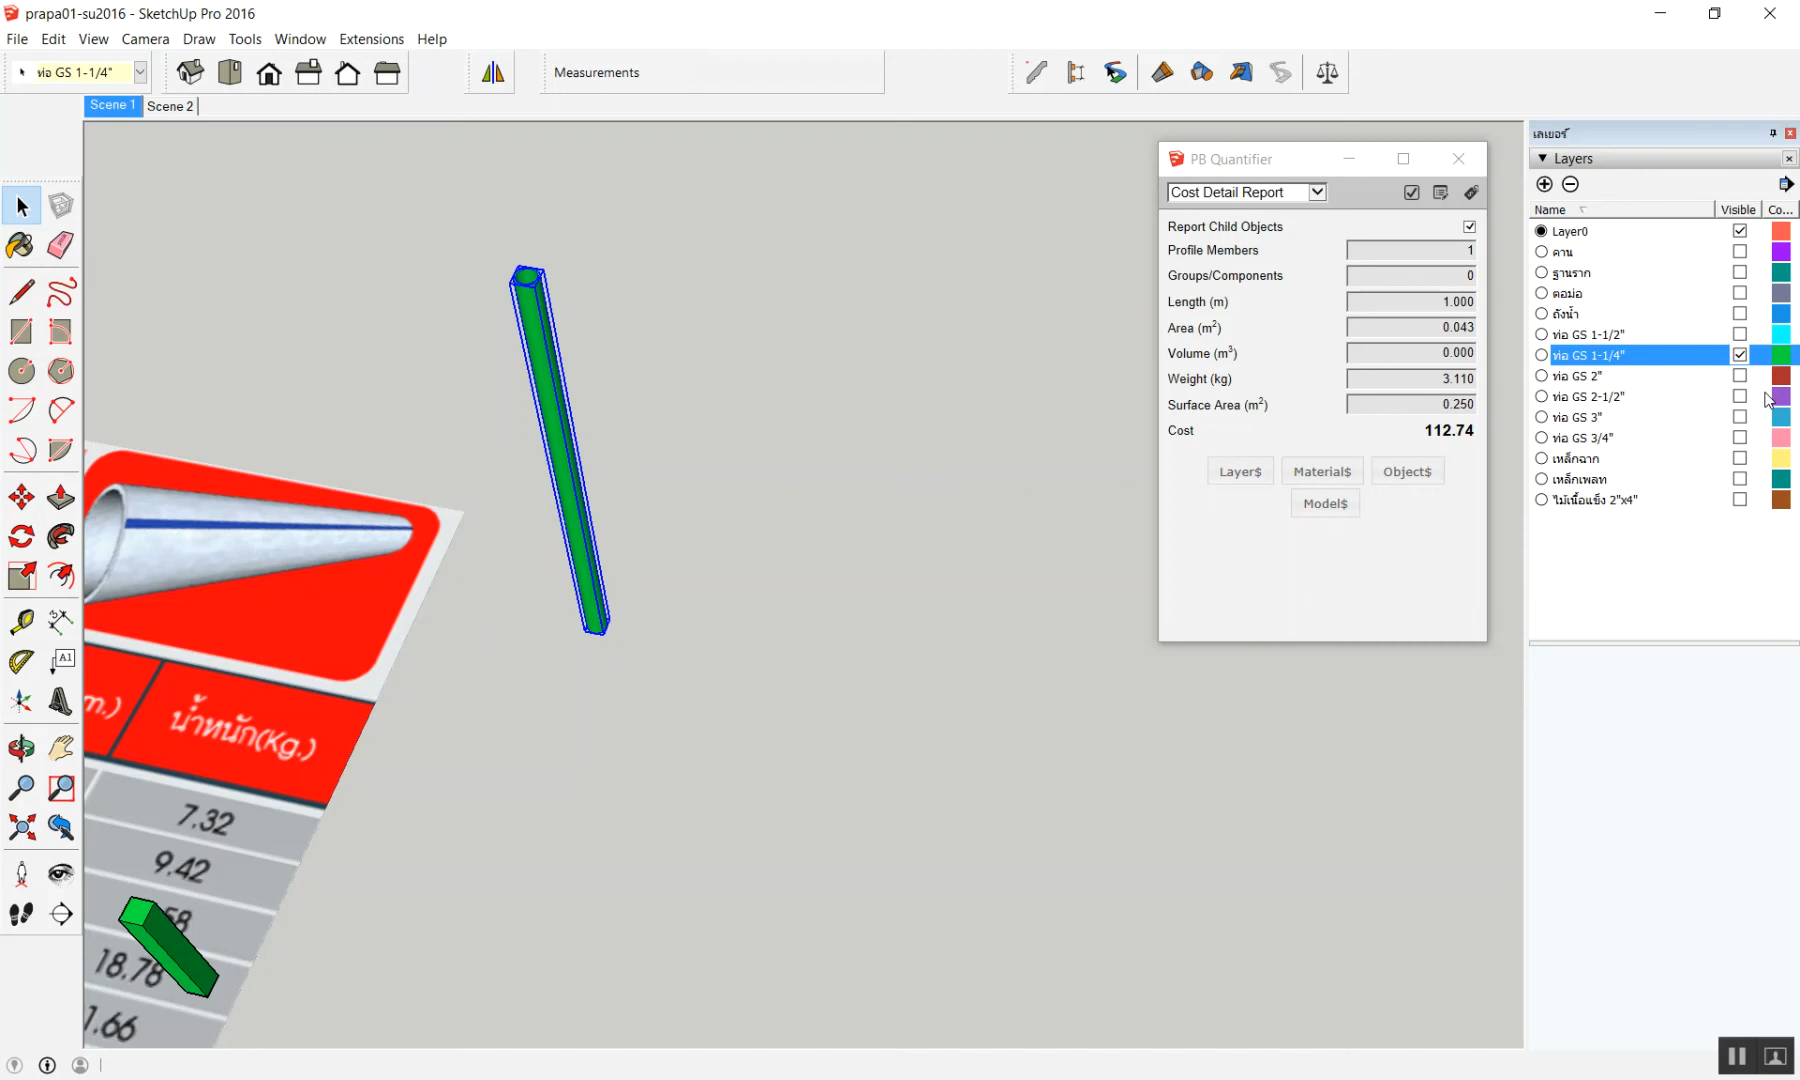 prapa01-su2016 - SketchUp Pro 2016
File Edit View Camera Draw Tools Window Extensions Help
ท่อ GS 1-1/4"
Measurements
Scene 1 Scene 2
PB Quantifier
Cost Detail Report
Report Child Objects
Profile Members 1
Groups/Components 0
Length (m) 1.000
Area (m²) 0.043
Volume (m³) 0.000
Weight (kg) 3.110
Surface Area (m²) 0.250
Cost 112.74
Layer$ Material$ Object$
Model$
เลเยอร์
Layers
Name Visible Co...
Layer0
คาน
ฐานราก
ตอม่อ
ถังน้ำ
ท่อ GS 1-1/2"
ท่อ GS 1-1/4"
ท่อ GS 2"
ท่อ GS 2-1/2"
ท่อ GS 3"
ท่อ GS 3/4"
เหล็กฉาก
เหล็กเพลท
ไม้เนื้อแข็ง 2"x4"
A1
m.) น้ำหนัก(Kg.)
7.32
9.42
58
18.78
1.66